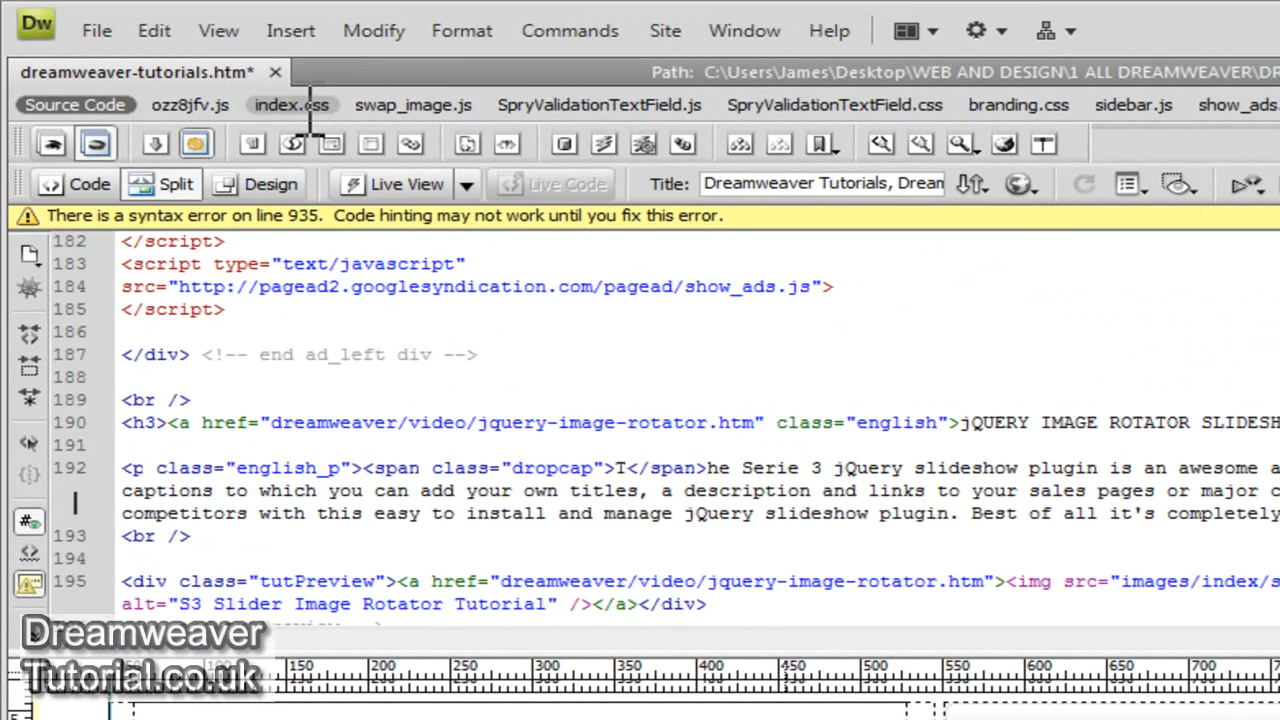 Dw File Edit View Insert Modify Format Commands Site Window Help
dreamweaver-tutorials.htm* Path: C:\Users\James\Desktop\WEB AND DESIGN\1 ALL DREAMWEAVER\DR
Source Code ozz8jfv.js index.css swap_image.js SpryValidationTextField.js SpryValidationTextField.css branding.css sidebar.js show_ads.
Code Split Design Live View Live Code Title: Dreamweaver Tutorials, Dream
There is a syntax error on line 935. Code hinting may not work until you fix this error.
182 </script>
183 <script type="text/javascript"
184 src="http://pagead2.googlesyndication.com/pagead/show_ads.js">
185 </script>
186
187 </div> <!-- end ad_left div -->
188
189 <br />
190 <h3><a href="dreamweaver/video/jquery-image-rotator.htm" class="english">jQUERY IMAGE ROTATOR SLIDESH
191
192 <p class="english_p"><span class="dropcap">T</span>he Serie 3 jQuery slideshow plugin is an awesome a
captions to which you can add your own titles, a description and links to your sales pages or major c
competitors with this easy to install and manage jQuery slideshow plugin. Best of all it's completely
193 <br />
194
195 <div class="tutPreview"><a href="dreamweaver/video/jquery-image-rotator.htm"><img src="images/index/s
alt="S3 Slider Image Rotator Tutorial" /></a></div>
Dreamweaver
Tutorial.co.uk
50 100 150 200 250 300 350 400 450 500 550 600 650 700